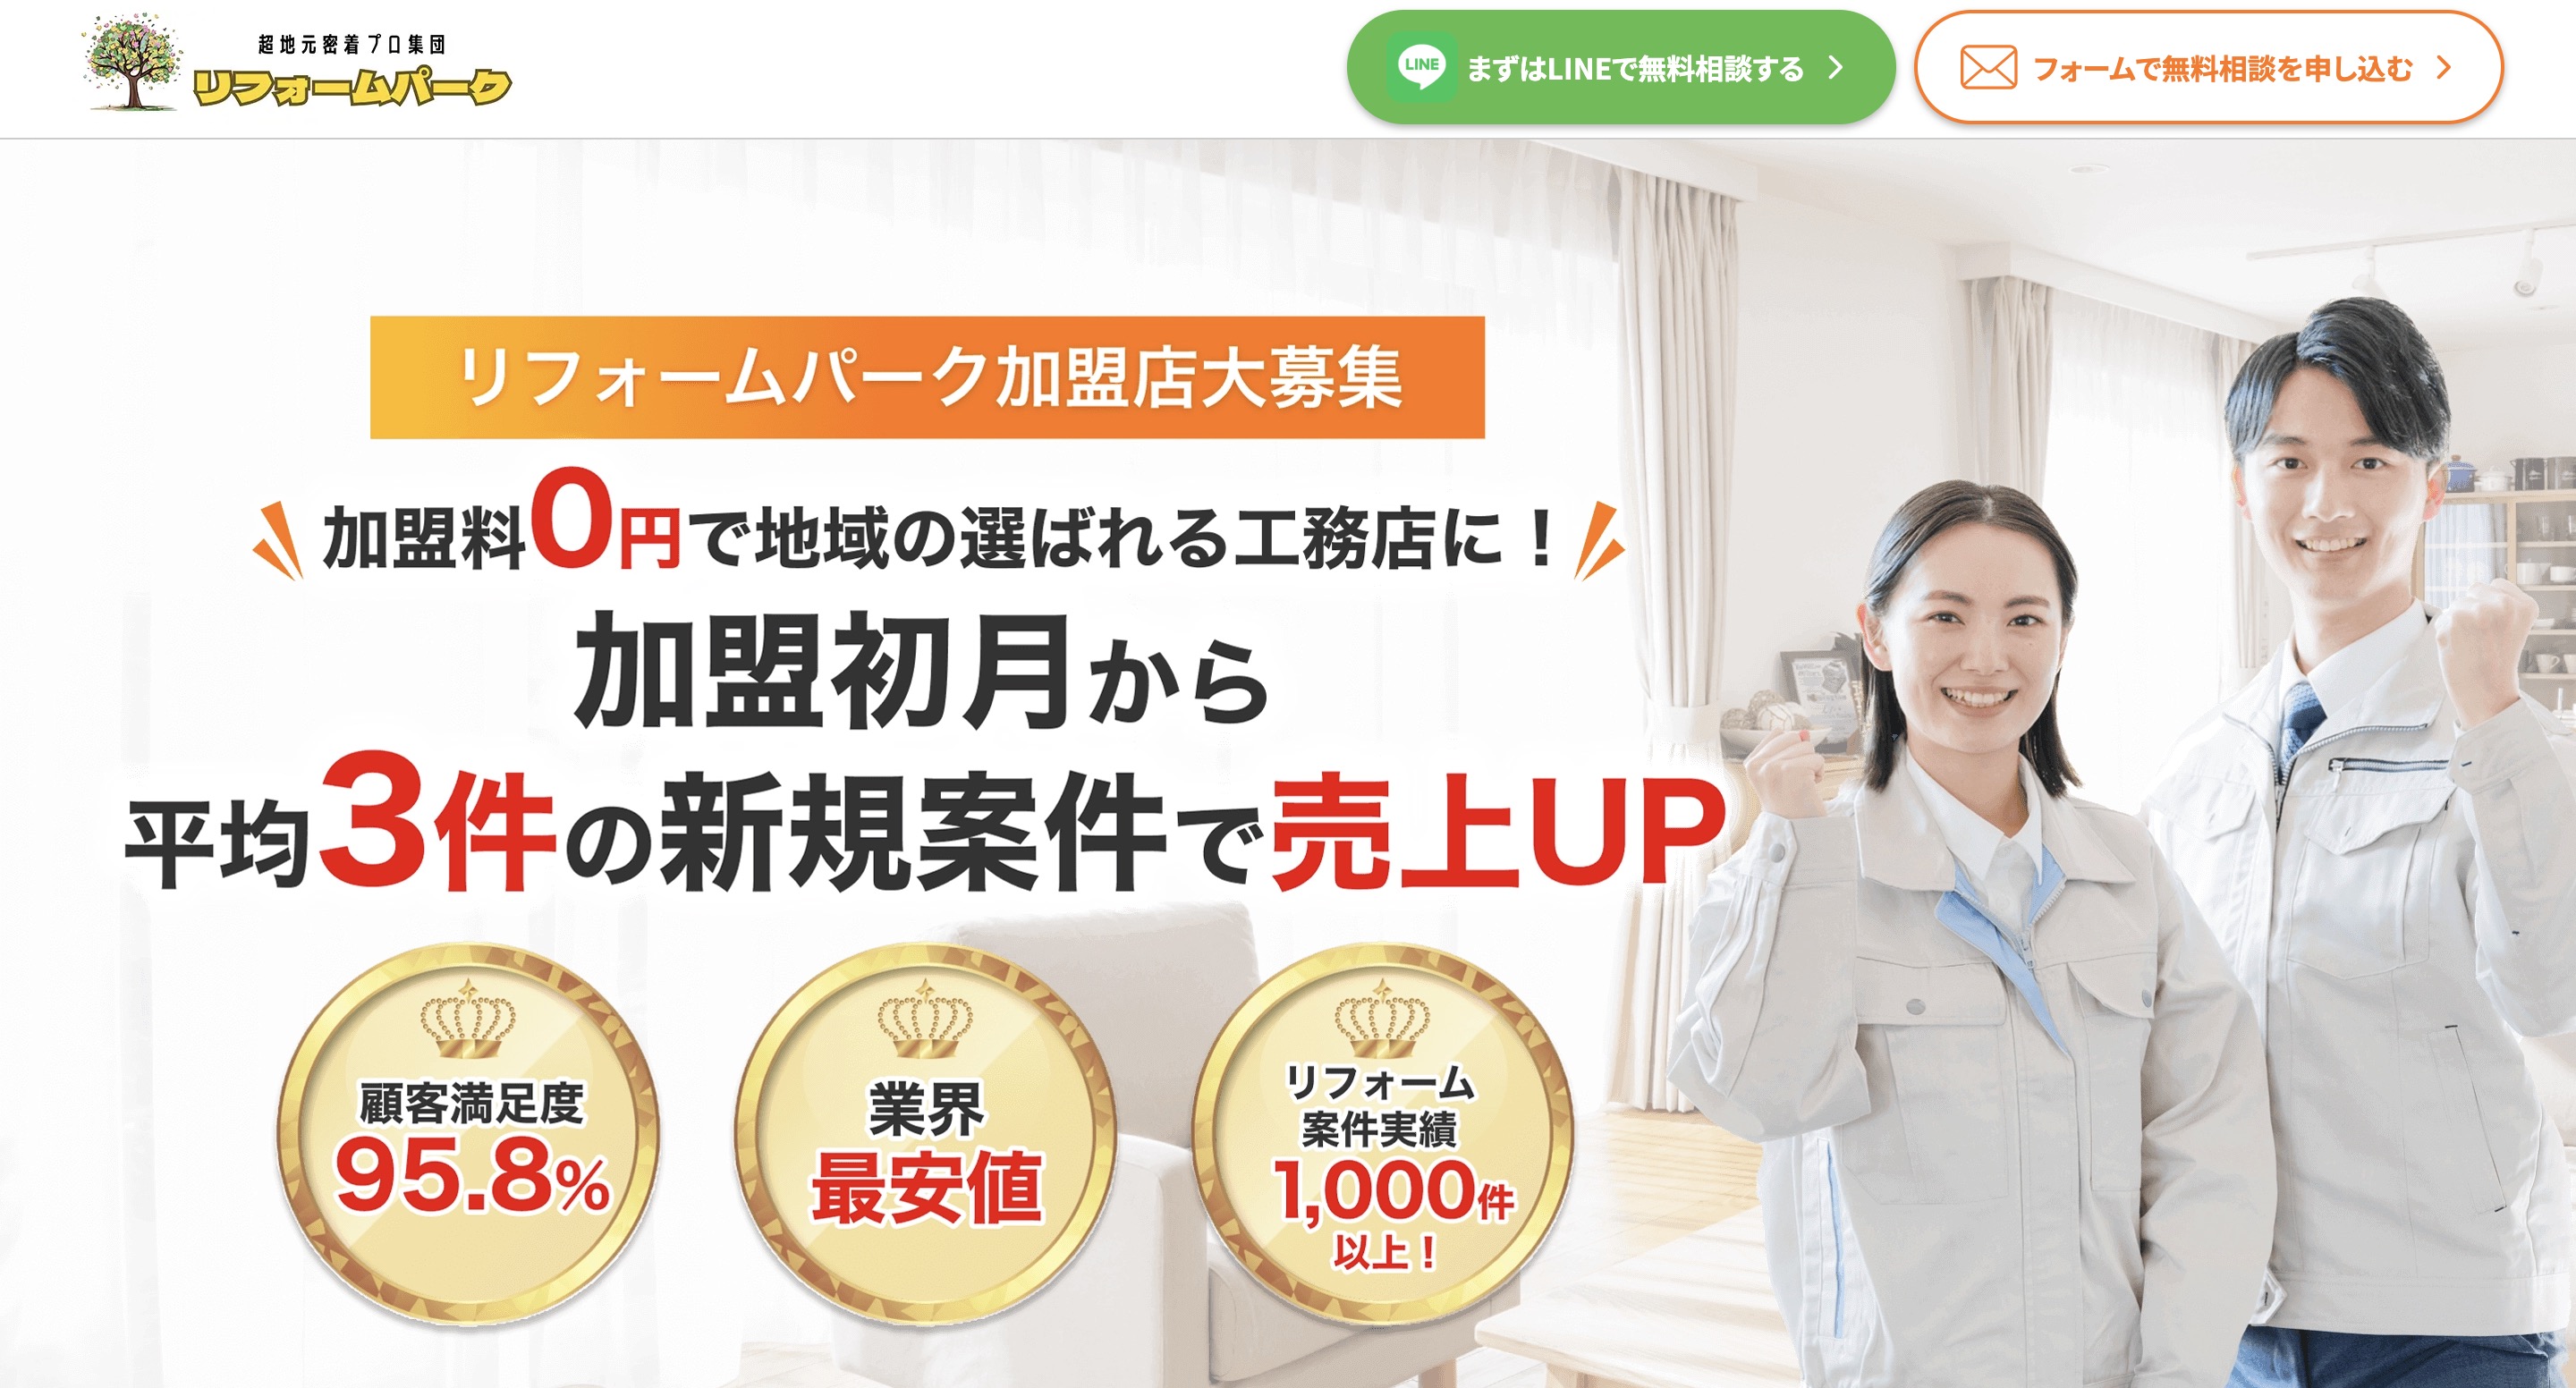 超地元密着プロ集団
リフォームパーク
LINE
まずはLINEで無料相談する
フォームで無料相談を申し込む
リフォームパーク加盟店大募集
加盟料0円で地域の選ばれる工務店に！
加盟初月から
平均3件の新規案件で売上UP
顧客満足度
95.8%
業界
最安値
リフォーム
案件実績
1,000件
以上！